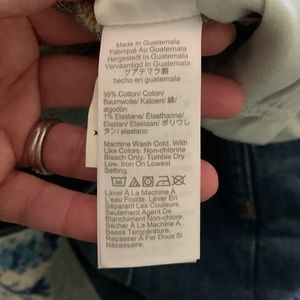 Made In Guatemala
Fabriqué Au Guatemala
Hergestellt In Guatemala
Vervaardigd In Guatemala
グアテマラ製
hecho en guatemala
99% Cotton/ Coton/
Baumwolle/ Katoen/ 綿/
algodón
1% Elastane/ Élasthanne/
Elastan/ Elastaan/ ポリウレ
タン/ elastano
Machine Wash Cold, With
Like Colors. Non-chlorine
Bleach Only. Tumble Dry
Low. Iron On Lowest
Setting.
Laver À La Machine À
L'eau Froide. Laver En
Séparant Les Couleurs.
Seulement Agent De
Blanchiment Non-chloré.
Sécher À La Machine À
Basse Température.
Repasser À Fer Doux Si
Nécessaire.